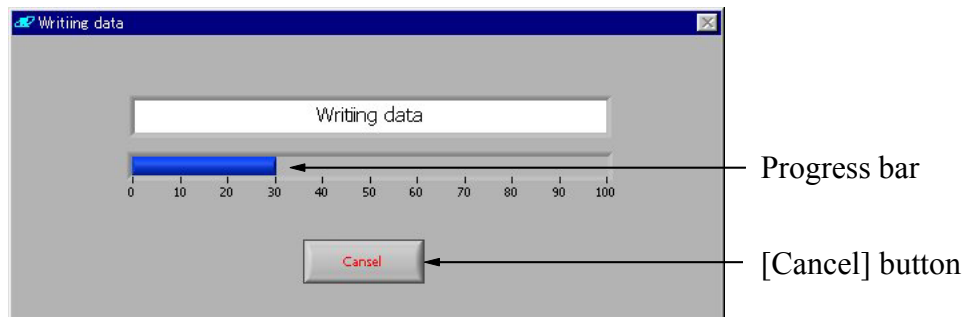 Writiing data
Writiing data
Progress bar
0 10 20 30 40 50 60 70 80 90 100
Cansel
[Cancel] button